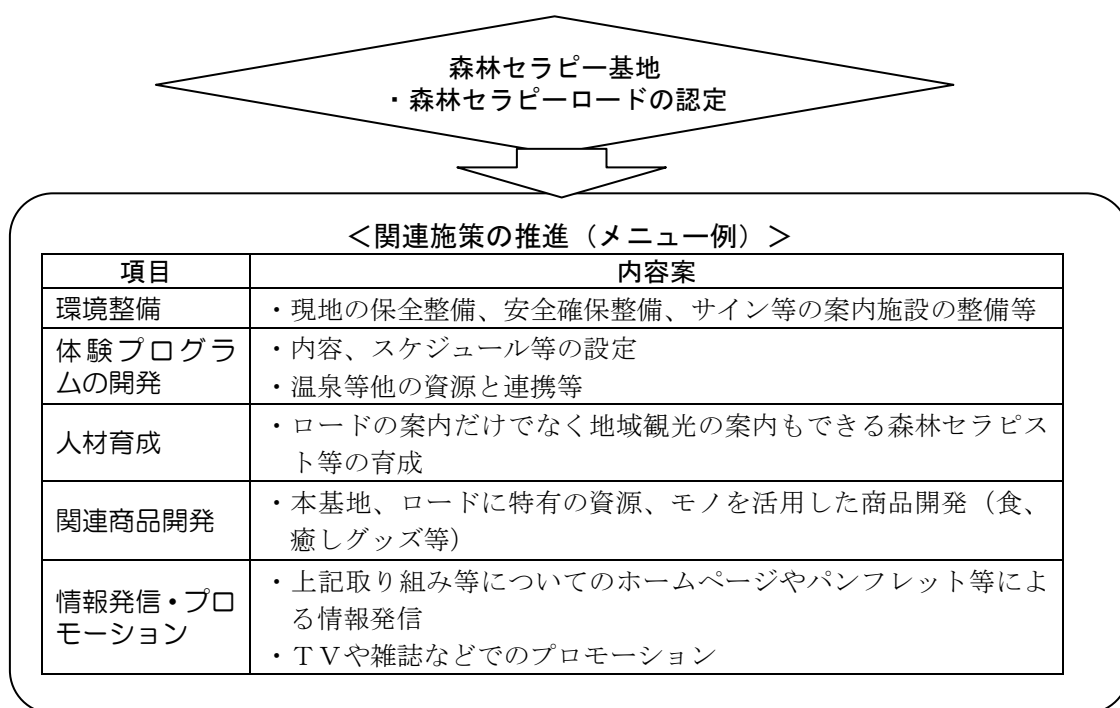 森林セラピー基地
・森林セラピーロードの認定
＜関連施策の推進（メニュー例）＞
項目 内容案
環境整備 ・現地の保全整備、安全確保整備、サイン等の案内施設の整備等
体験プログラ
ムの開発
・内容、スケジュール等の設定
・温泉等他の資源と連携等
人材育成
・ロードの案内だけでなく地域観光の案内もできる森林セラピス
ト等の育成
関連商品開発
・本基地、ロードに特有の資源、モノを活用した商品開発（食、
癒しグッズ等）
情報発信・プロ
モーション
・上記取り組み等についてのホームページやパンフレット等によ
る情報発信
・ＴＶや雑誌などでのプロモーション